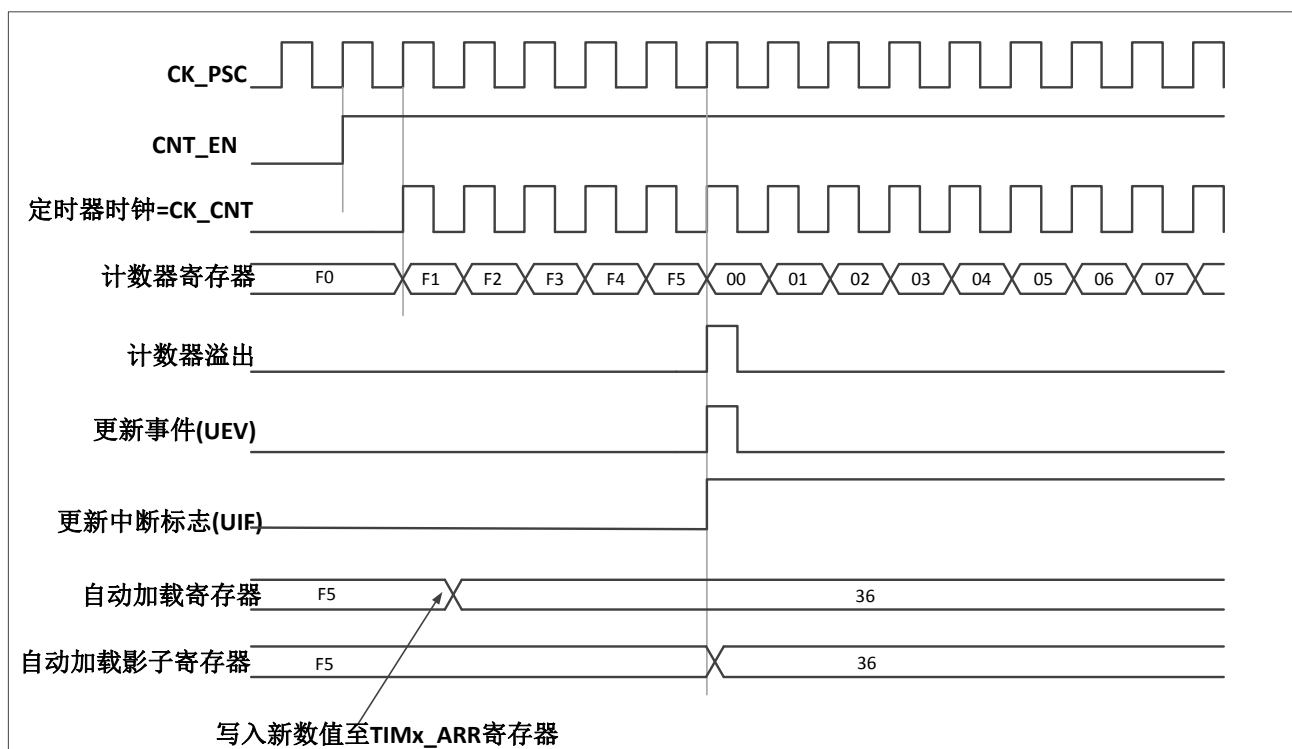 CK_PSC
CNT_EN
定时器时钟=CK_CNT
计数器寄存器 F0 F1 F2 F3 F4 F5 00 01 02 03 04 05 06 07
计数器溢出
更新事件(UEV)
更新中断标志(UIF)
自动加载寄存器 F5 36
自动加载影子寄存器 F5 36
写入新数值至TIMx_ARR寄存器